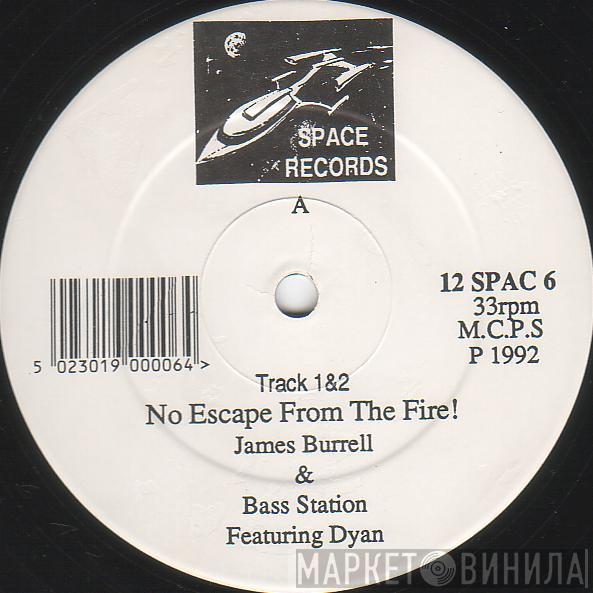 SPACE
RECORDS
A
12 SPAC 6
33rpm
M.C.P.S
P 1992
5 023019 000064 >
Track 1&2
No Escape From The Fire!
James Burrell
&
Bass Station
Featuring Dyan
МАРКЕТ ВИНИЛА